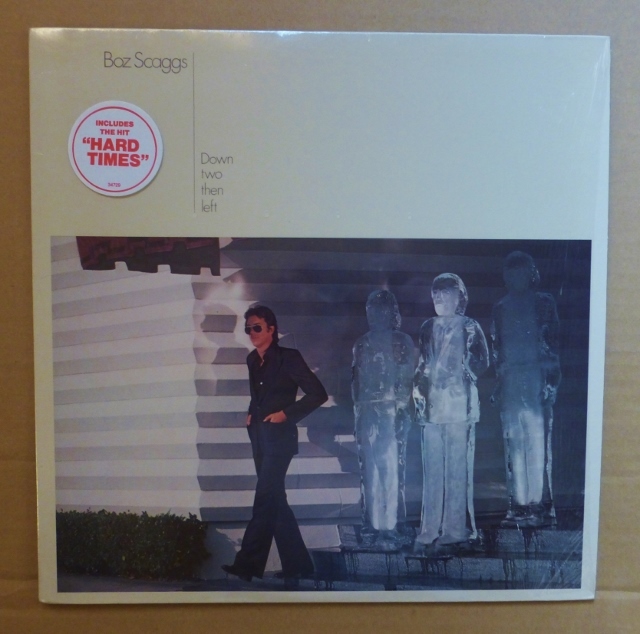 Boz Scaggs
Down
two
then
left
INCLUDES
THE HIT
“HARD
TIMES”